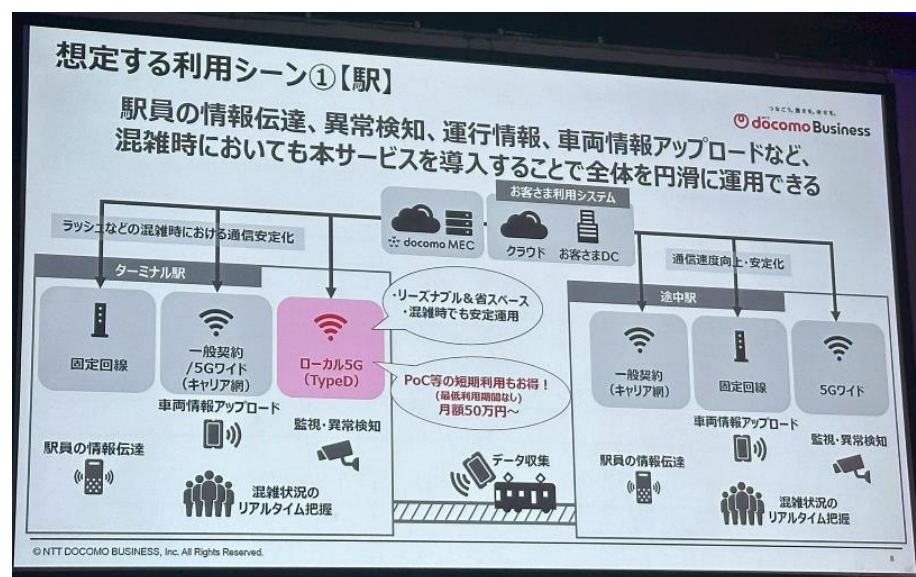 想定する利用シーン①【駅】
つなごう。驚きを。幸せを。
döcomo Business
駅員の情報伝達、異常検知、運行情報、車両情報アップロードなど、
混雑時においても本サービスを導入することで全体を円滑に運用できる
お客さま利用システム
docomo MEC
クラウド
お客さまDC
ラッシュなどの混雑時における通信安定化
通信速度向上・安定化
ターミナル駅
固定回線
一般契約
/5Gワイド
(キャリア網)
ローカル5G
(TypeD)
・リーズナブル&省スペース
・混雑時でも安定運用
PoC等の短期利用もお得!
(最低利用期間なし)
月額50万円~
車両情報アップロード
監視・異常検知
駅員の情報伝達
混雑状況の
リアルタイム把握
データ収集
途中駅
一般契約
(キャリア網)
固定回線
5Gワイド
車両情報アップロード
監視・異常検知
駅員の情報伝達
混雑状況の
リアルタイム把握
© NTT DOCOMO BUSINESS, Inc. All Rights Reserved.